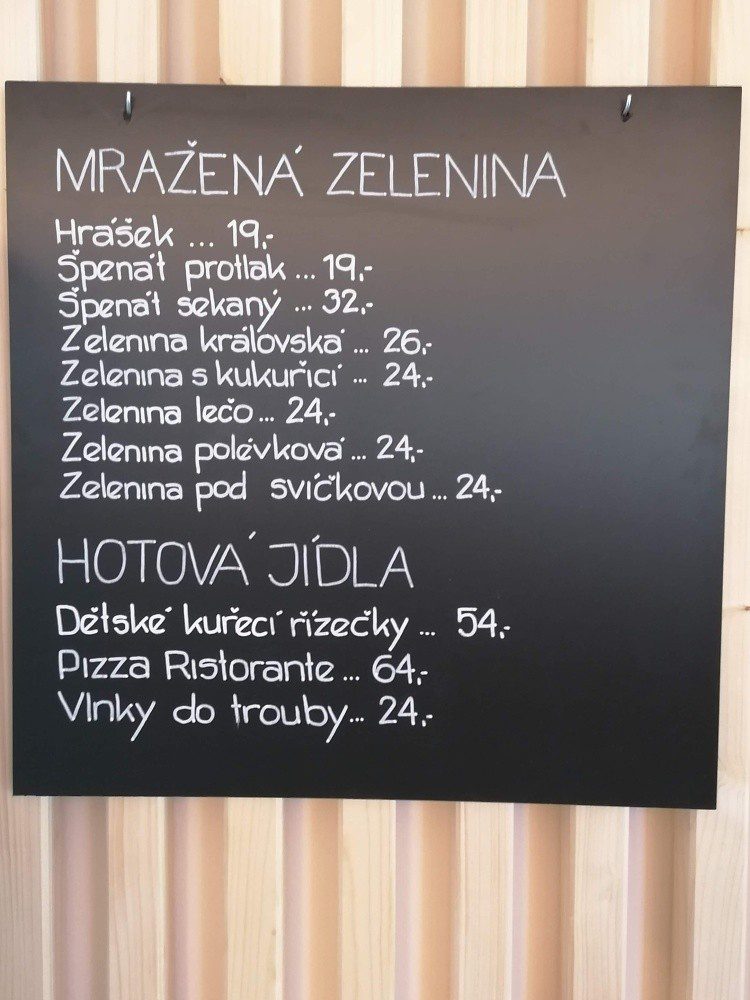 MRAŽENÁ ZELENINA
Hrášek ... 19,-
Špenát protlak ... 19,-
Špenát sekaný ... 32,-
Zelenina královská ... 26,-
Zelenina s kukuřicí ... 24,-
Zelenina lečo ... 24,-
Zelenina polévková ... 24,-
Zelenina pod svíčkovou ... 24,-
HOTOVÁ JÍDLA
Dětské kuřecí řízečky ... 54,-
Pizza Ristorante ... 64,-
Vlnky do trouby ... 24,-